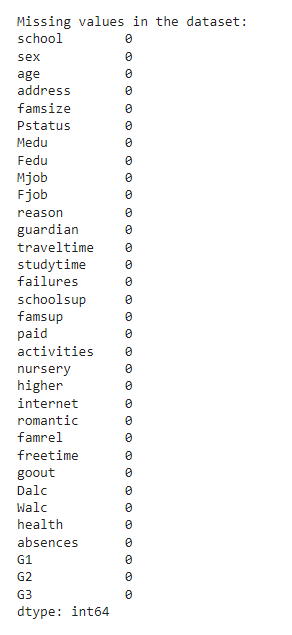 Missing values in the dataset:
school        0
sex           0
age           0
address       0
famsize       0
Pstatus       0
Medu          0
Fedu          0
Mjob          0
Fjob          0
reason        0
guardian      0
traveltime    0
studytime     0
failures      0
schoolsup     0
famsup        0
paid          0
activities    0
nursery       0
higher        0
internet      0
romantic      0
famrel        0
freetime      0
goout         0
Dalc          0
Walc          0
health        0
absences      0
G1            0
G2            0
G3            0
dtype: int64